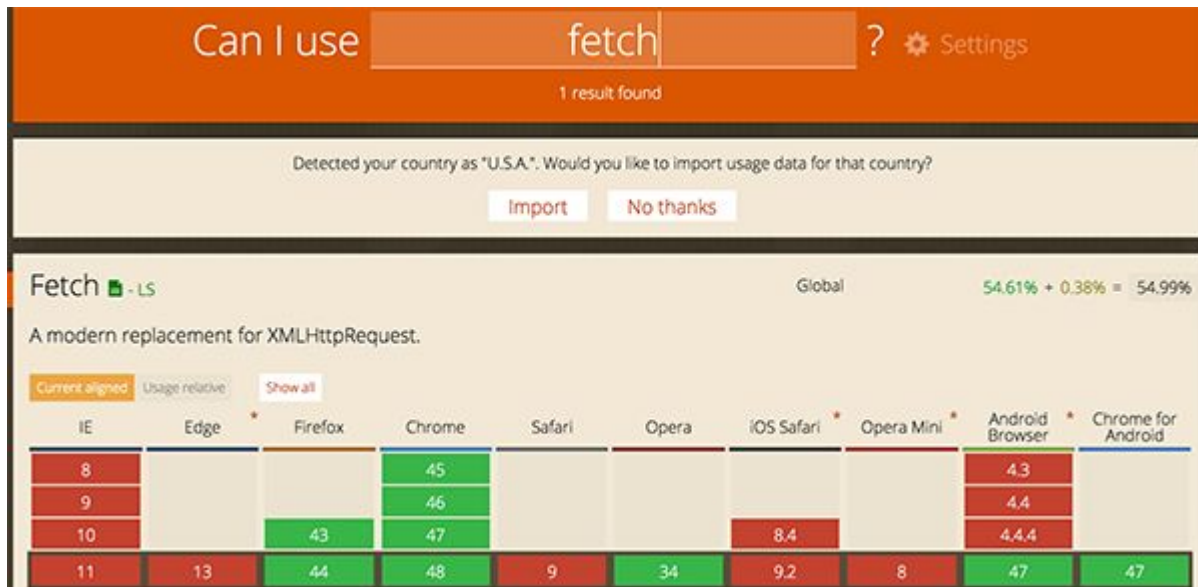 Can I use fetch ? Settings
1 result found
Detected your country as "U.S.A.". Would you like to import usage data for that country?
Import No thanks
Fetch - LS Global 54.61% + 0.38% = 54.99%
A modern replacement for XMLHttpRequest.
Current aligned Usage relative Show all
IE Edge * Firefox Chrome Safari Opera iOS Safari * Opera Mini * Android Browser * Chrome for Android
8 45 4.3
9 46 4.4
10 43 47 8.4 4.4.4
11 13 44 48 9 34 9.2 8 47 47